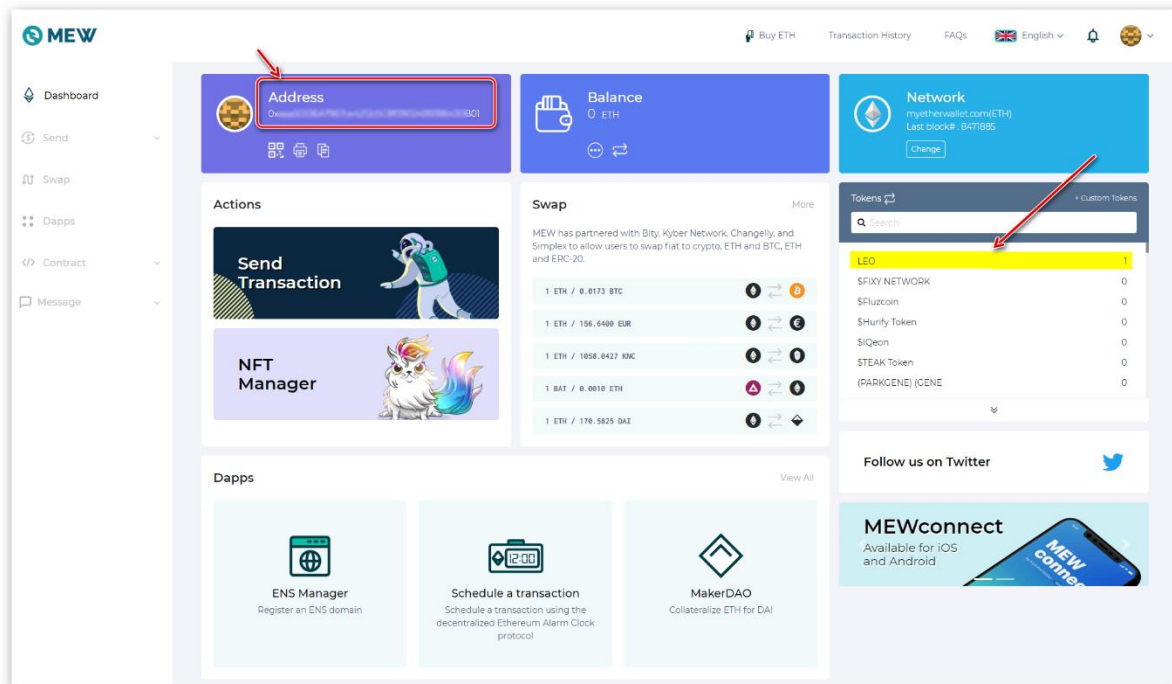 MEW
Buy ETH
Transaction History
FAQs
English
Dashboard
Send
Swap
Dapps
Contract
Message
Address
Balance
0 ETH
Network
myetherwallet.com(ETH)
Last block# : 8471885
Change
Actions
Send
Transaction
NFT
Manager
Swap
More
MEW has partnered with Bity, Kyber Network, Changelly, and
Simplex to allow users to swap fiat to crypto, ETH and BTC, ETH
and ERC-20.
1 ETH / 0.0173 BTC
1 ETH / 156.6400 EUR
1 ETH / 1058.0427 KNC
1 BAT / 0.0010 ETH
1 ETH / 170.5825 DAI
Tokens
+ Custom Tokens
Search
LEO 1
$FIXY NETWORK 0
$Fluzcoin 0
$Hurify Token 0
$IQeon 0
$TEAK Token 0
(PARKGENE) (GENE 0
Follow us on Twitter
MEWconnect
Available for iOS
and Android
MEW
connect
Dapps
View All
ENS Manager
Register an ENS domain
12:00
Schedule a transaction
Schedule a transaction using the
decentralized Ethereum Alarm Clock
protocol
MakerDAO
Collateralize ETH for DAI